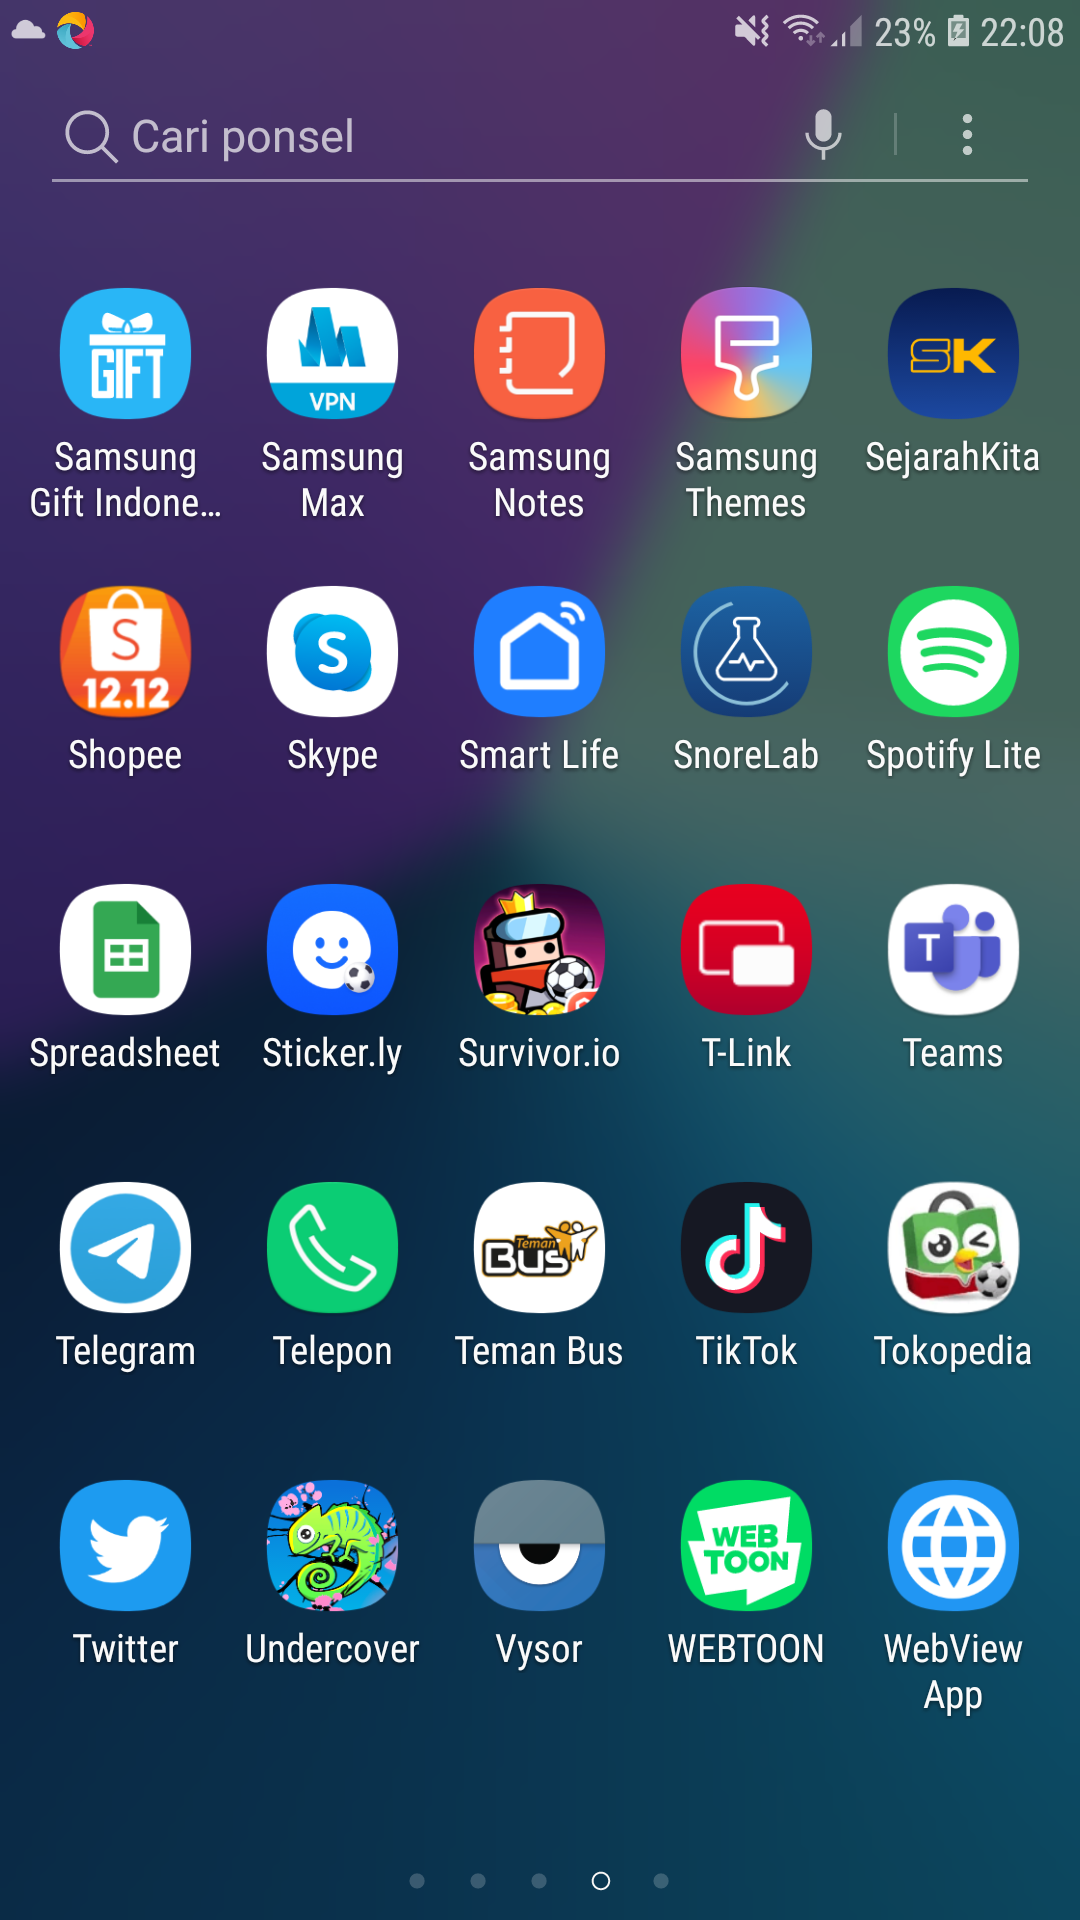 23% 22:08
Cari ponsel
GIFT
VPN
SK
Samsung Gift Indone...
Samsung Max
Samsung Notes
Samsung Themes
SejarahKita
S
12.12
S
Shopee
Skype
Smart Life
SnoreLab
Spotify Lite
T
Spreadsheet
Sticker.ly
Survivor.io
T-Link
Teams
Teman
Bus
Telegram
Telepon
Teman Bus
TikTok
Tokopedia
WEB
TOON
Twitter
Undercover
Vysor
WEBTOON
WebView App